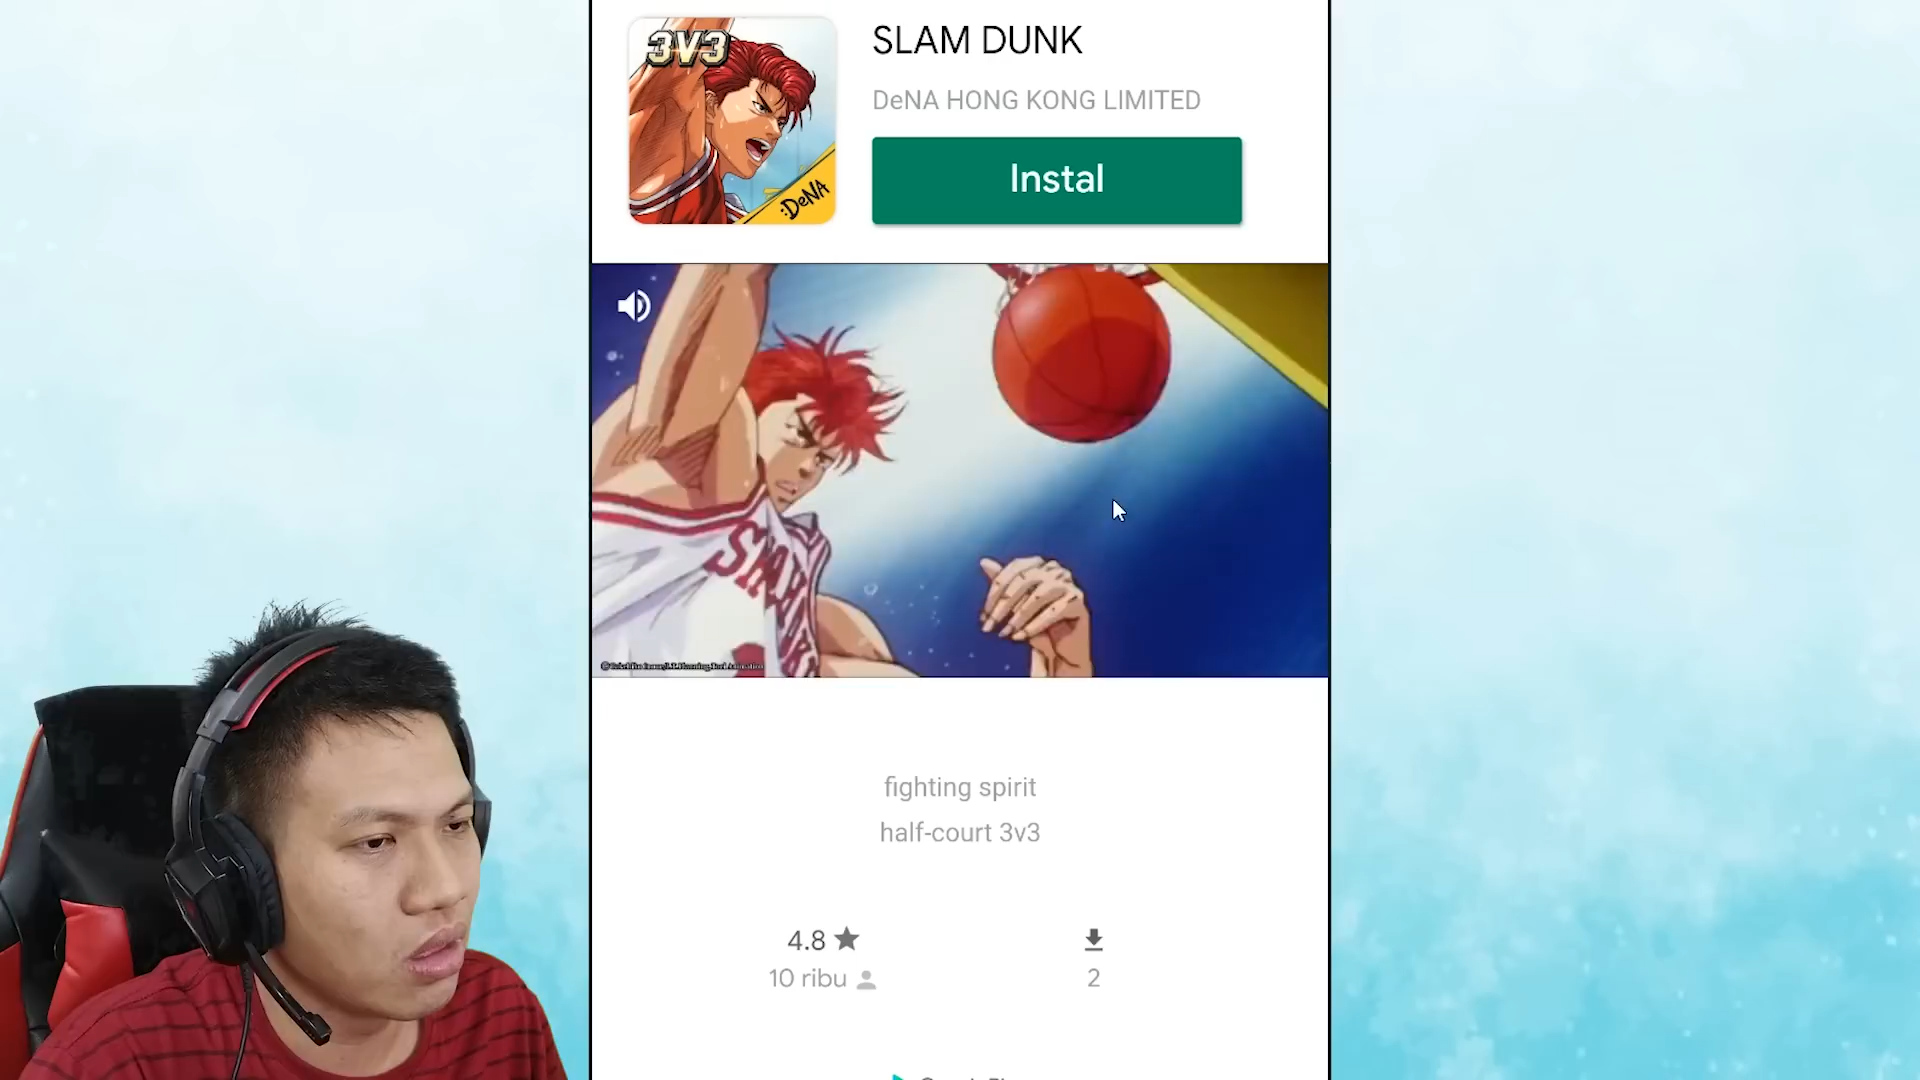 3V3
:DeNA
SLAM DUNK
DeNA HONG KONG LIMITED
Instal
fighting spirit
half-court 3v3
4.8
10 ribu
2